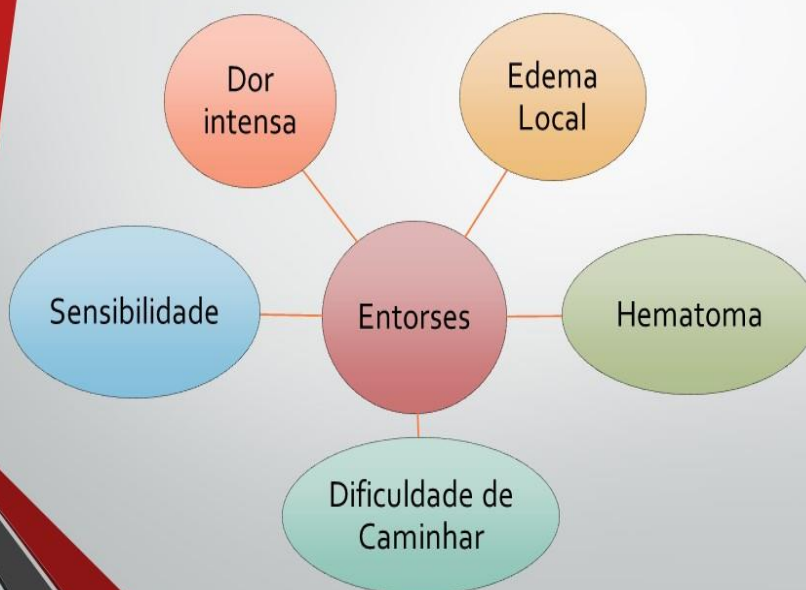 Dor
intensa
Edema
Local
Sensibilidade
Entorses
Hematoma
Dificuldade de
Caminhar